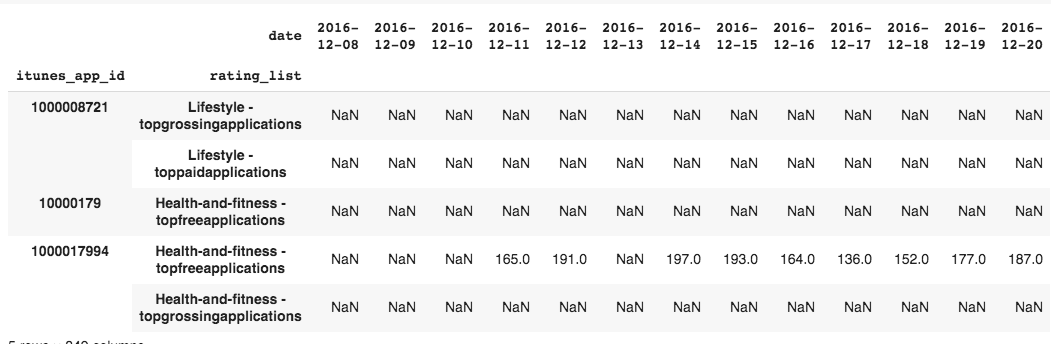 date 2016-12-08 2016-12-09 2016-12-10 2016-12-11 2016-12-12 2016-12-13 2016-12-14 2016-12-15 2016-12-16 2016-12-17 2016-12-18 2016-12-19 2016-12-20
itunes_app_id rating_list
1000008721 Lifestyle - topgrossingapplications NaN NaN NaN NaN NaN NaN NaN NaN NaN NaN NaN NaN NaN
Lifestyle - toppaidapplications NaN NaN NaN NaN NaN NaN NaN NaN NaN NaN NaN NaN NaN
10000179 Health-and-fitness - topfreeapplications NaN NaN NaN NaN NaN NaN NaN NaN NaN NaN NaN NaN NaN
1000017994 Health-and-fitness - topfreeapplications NaN NaN NaN 165.0 191.0 NaN 197.0 193.0 164.0 136.0 152.0 177.0 187.0
Health-and-fitness - topgrossingapplications NaN NaN NaN NaN NaN NaN NaN NaN NaN NaN NaN NaN NaN